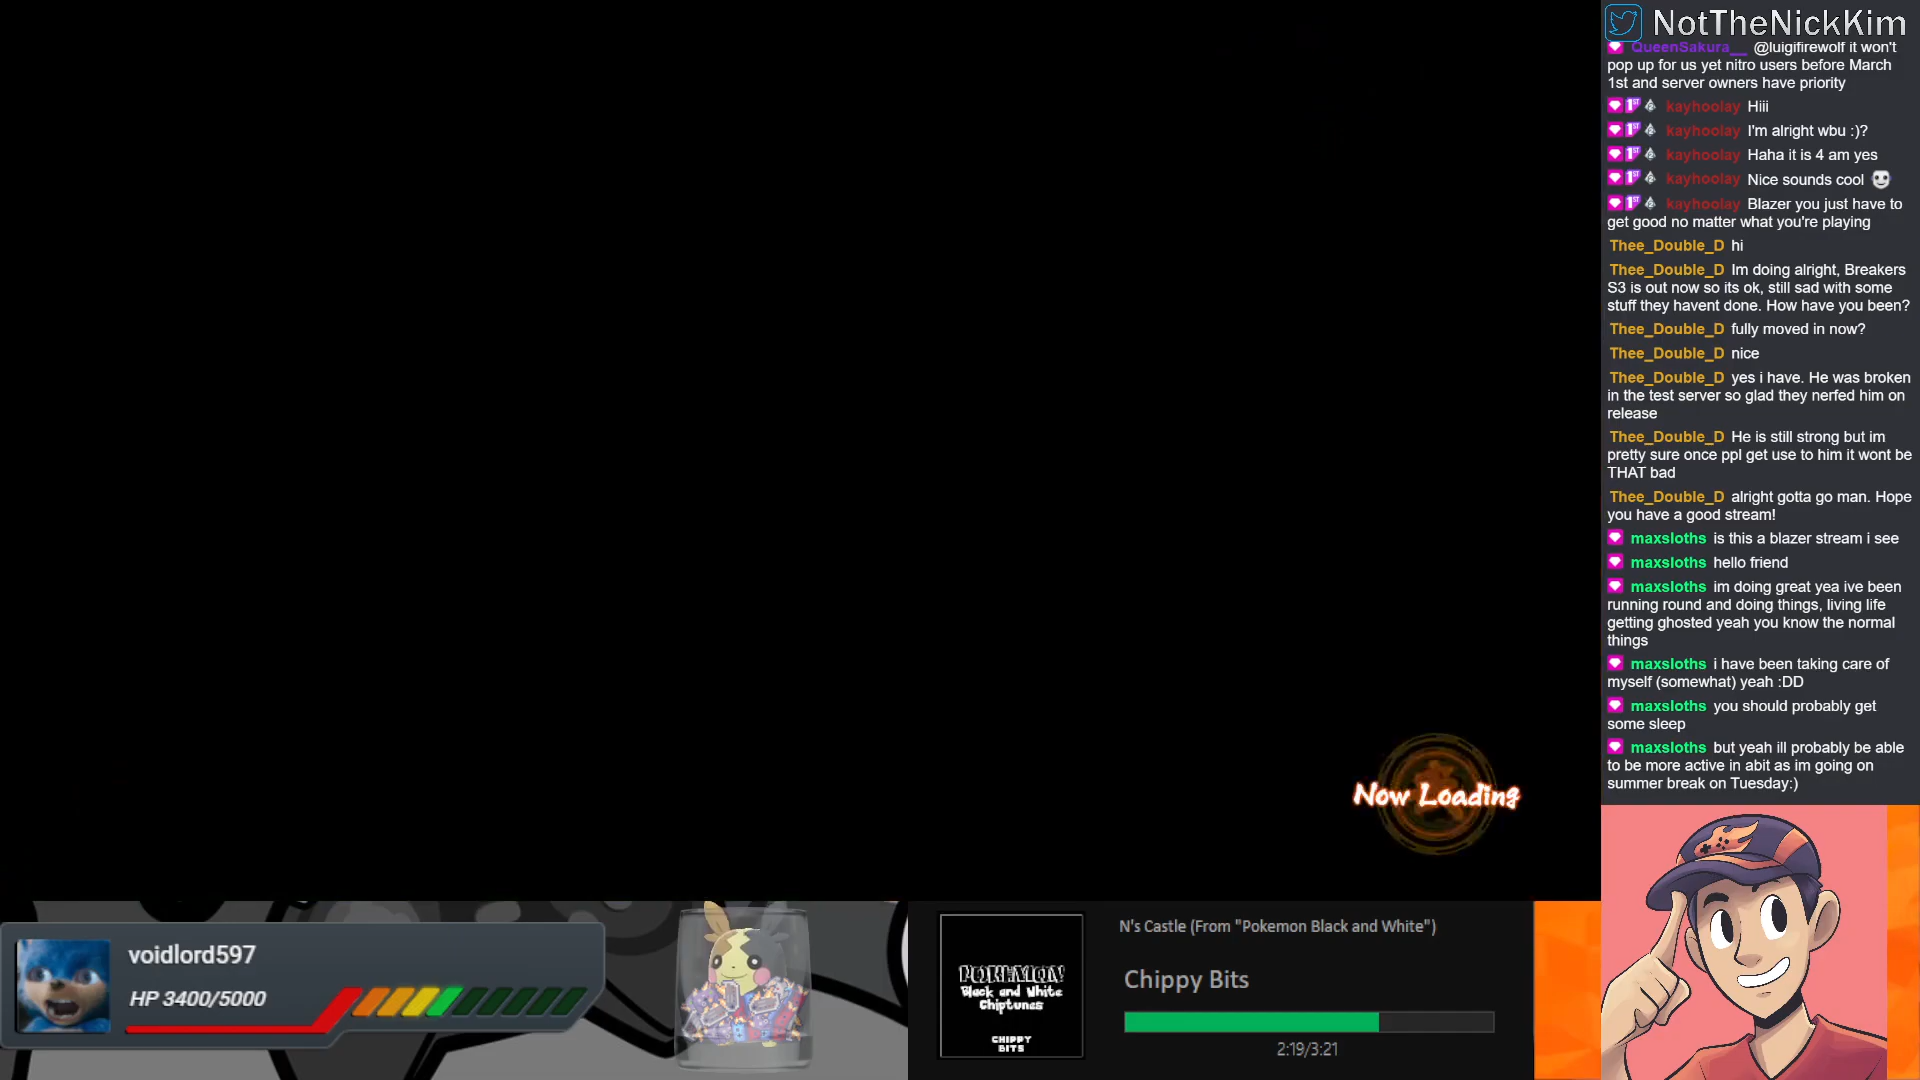 NotTheNickKim
QueenSakura__ @luigifirewolf it won't
pop up for us yet nitro users before March
1st and server owners have priority
1ST kayhoolay Hiii
1ST kayhoolay I'm alright wbu :)?
1ST kayhoolay Haha it is 4 am yes
1ST kayhoolay Nice sounds cool
1ST kayhoolay Blazer you just have to
get good no matter what you're playing
Thee_Double_D hi
Thee_Double_D Im doing alright, Breakers
S3 is out now so its ok, still sad with some
stuff they havent done. How have you been?
Thee_Double_D fully moved in now?
Thee_Double_D nice
Thee_Double_D yes i have. He was broken
in the test server so glad they nerfed him on
release
Thee_Double_D He is still strong but im
pretty sure once ppl get use to him it wont be
THAT bad
Thee_Double_D alright gotta go man. Hope
you have a good stream!
maxsloths is this a blazer stream i see
maxsloths hello friend
maxsloths im doing great yea ive been
running round and doing things, living life
getting ghosted yeah you know the normal
things
maxsloths i have been taking care of
myself (somewhat) yeah :DD
maxsloths you should probably get
some sleep
maxsloths but yeah ill probably be able
to be more active in abit as im going on
summer break on Tuesday:)
Now Loading
voidlord597
HP 3400/5000
POKEMON
Black and White
Chiptunes
CHIPPY
BITS
N's Castle (From "Pokemon Black and White")
Chippy Bits
2:19/3:21